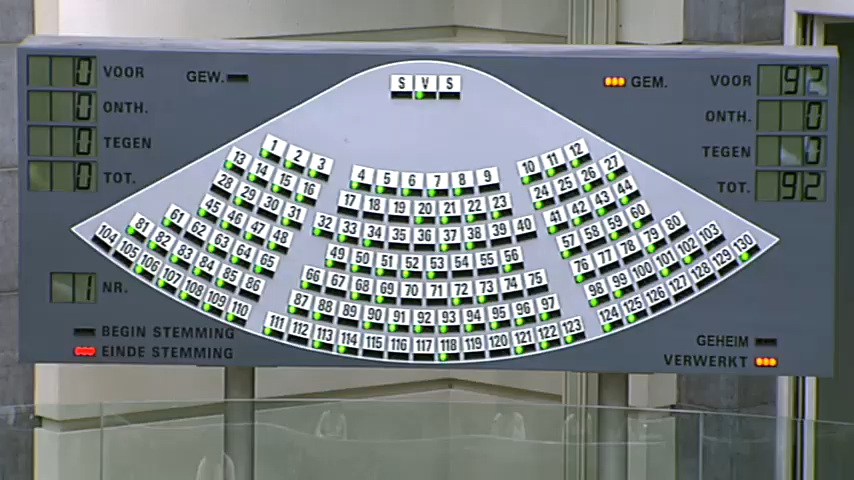 0 VOOR
0 ONTH.
0 TEGEN
0 TOT.
GEW.
S V S
GEM.
VOOR 92
ONTH. 0
TEGEN 0
TOT. 92
1 2 3
4 5 6 7 8 9
10 11 12
13 14 15 16
17 18 19 20 21 22 23
24 25 26 27
28 29 30 31
32 33 34 35 36 37 38 39 40
41 42 43 44
45 46 47 48
49 50 51 52 53 54 55 56
57 58 59 60
61 62 63 64 65
66 67 68 69 70 71 72 73 74 75
76 77 78 79 80
81 82 83 84 85 86
87 88 89 90 91 92 93 94 95 96 97
98 99 100 101 102 103
104 105 106 107 108 109 110
111 112 113 114 115 116 117 118 119 120 121 122 123
124 125 126 127 128 129 130
1 NR.
BEGIN STEMMING
EINDE STEMMING
GEHEIM
VERWERKT